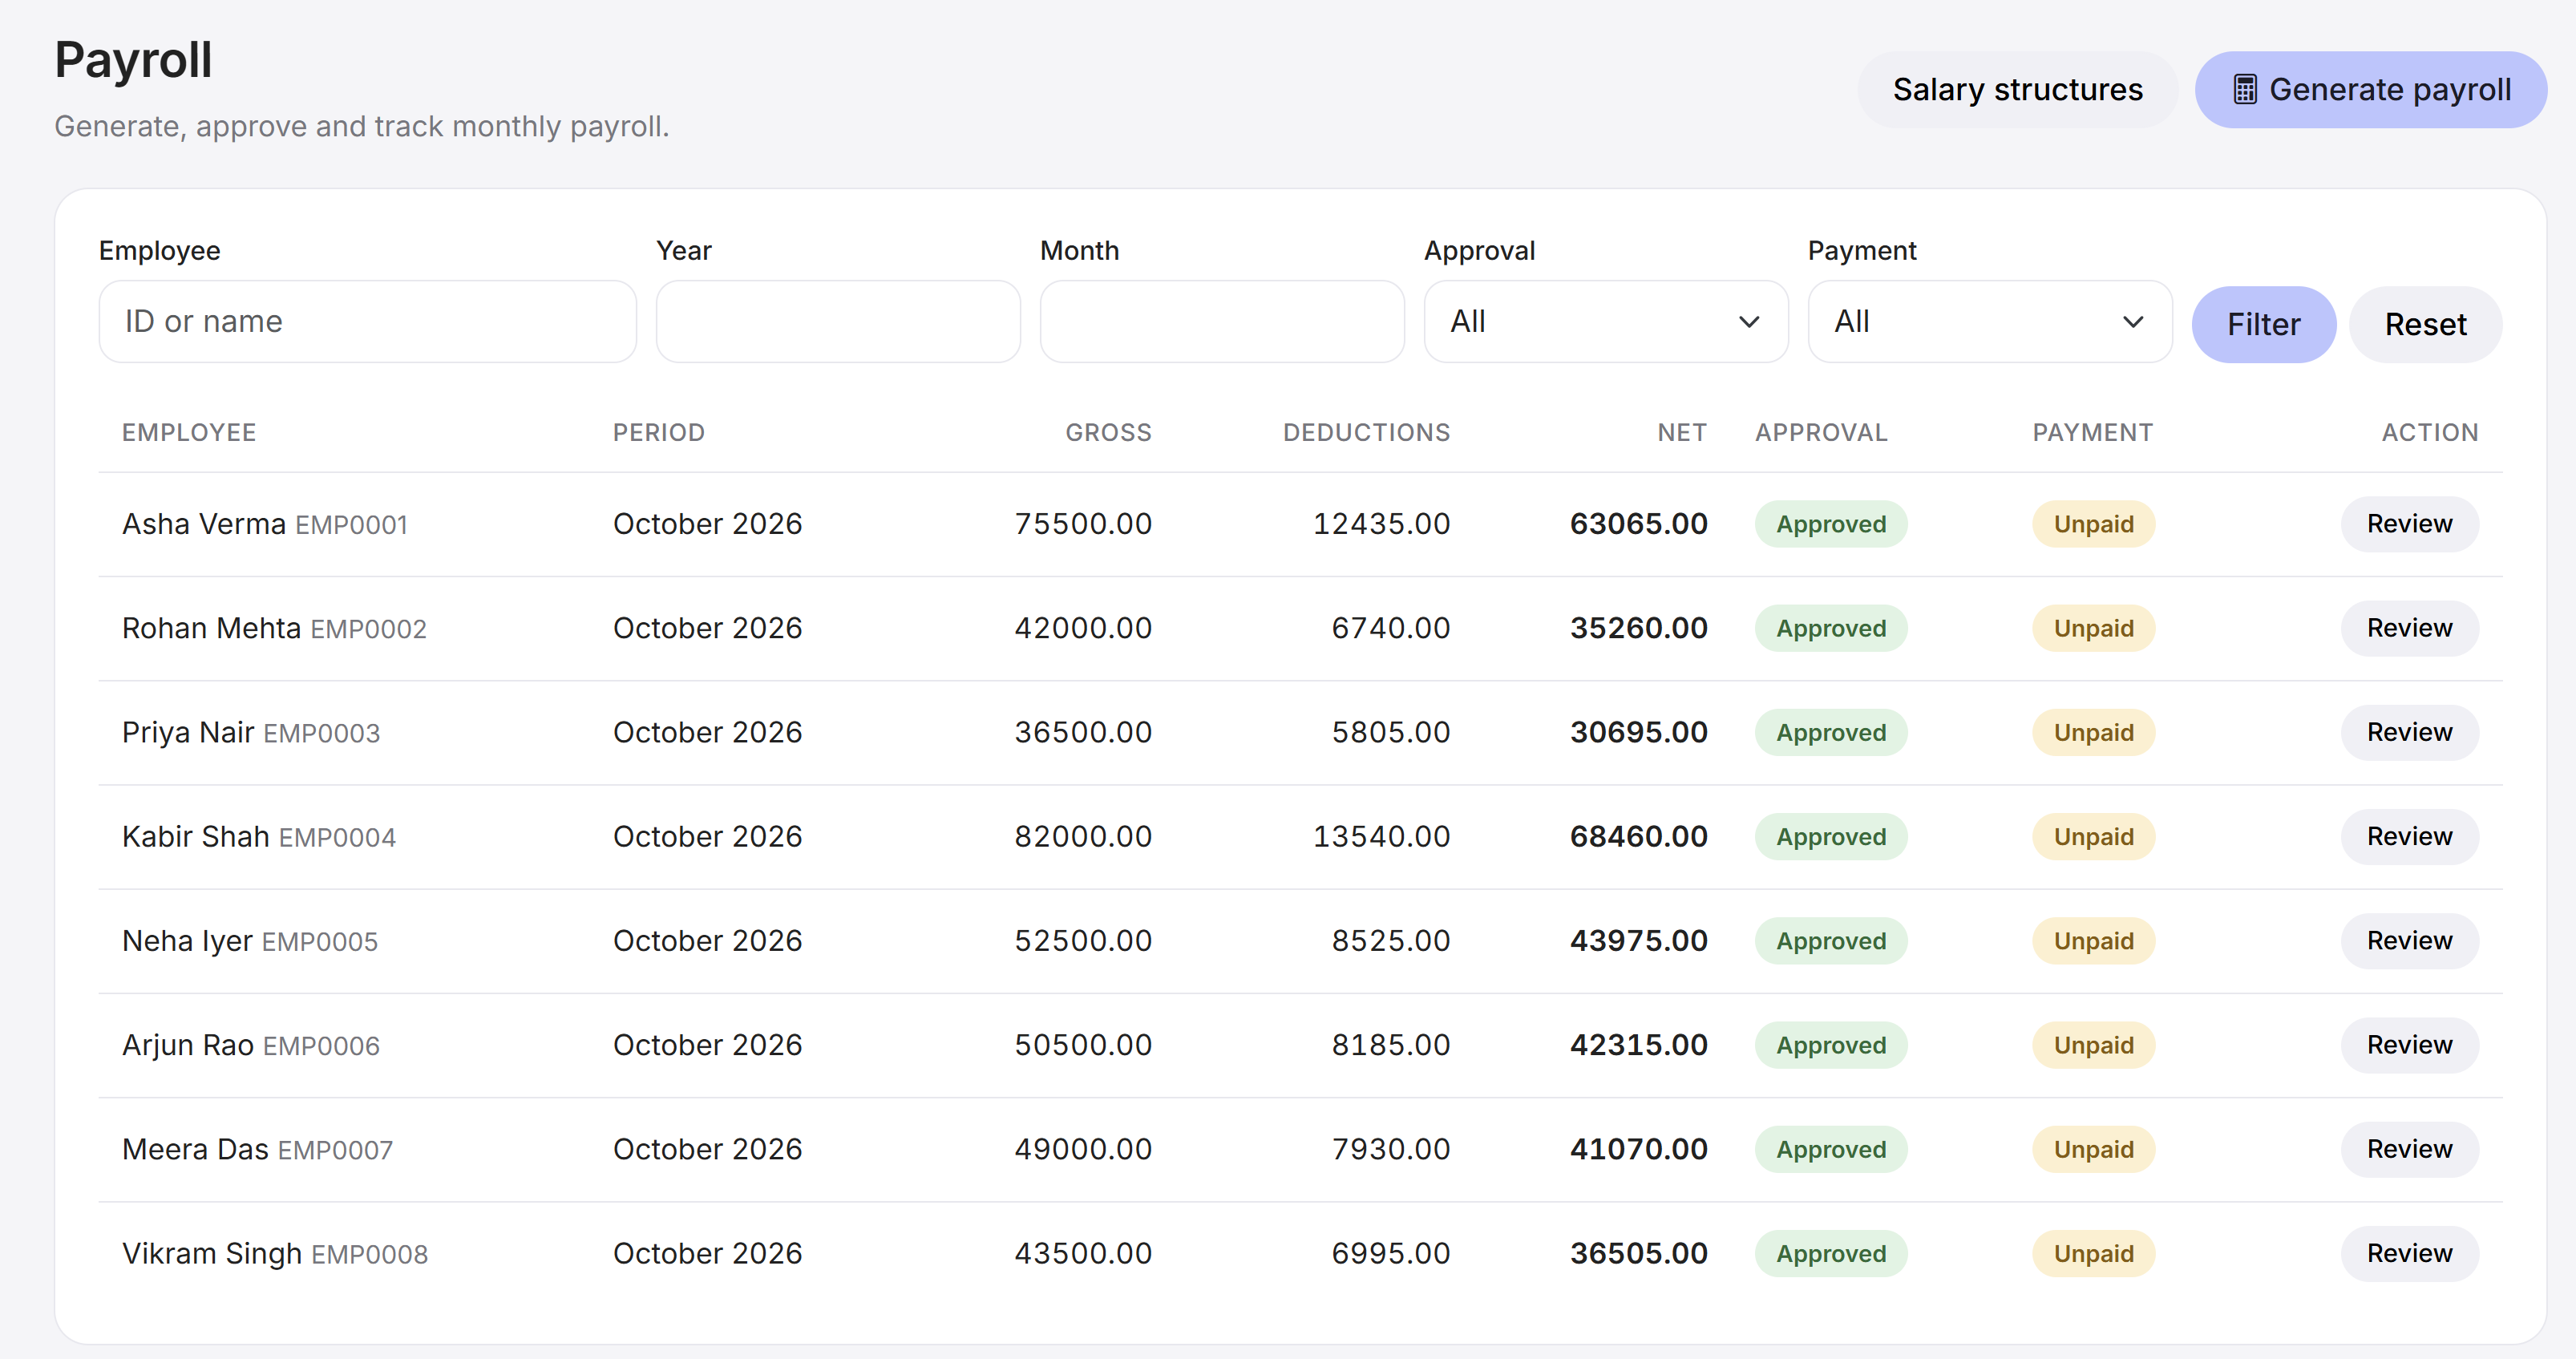 Payroll
Generate, approve and track monthly payroll.
Salary structures
Generate payroll
Employee Year Month Approval Payment
ID or name All All Filter Reset
EMPLOYEE PERIOD GROSS DEDUCTIONS NET APPROVAL PAYMENT ACTION
Asha Verma EMP0001 October 2026 75500.00 12435.00 63065.00 Approved Unpaid Review
Rohan Mehta EMP0002 October 2026 42000.00 6740.00 35260.00 Approved Unpaid Review
Priya Nair EMP0003 October 2026 36500.00 5805.00 30695.00 Approved Unpaid Review
Kabir Shah EMP0004 October 2026 82000.00 13540.00 68460.00 Approved Unpaid Review
Neha Iyer EMP0005 October 2026 52500.00 8525.00 43975.00 Approved Unpaid Review
Arjun Rao EMP0006 October 2026 50500.00 8185.00 42315.00 Approved Unpaid Review
Meera Das EMP0007 October 2026 49000.00 7930.00 41070.00 Approved Unpaid Review
Vikram Singh EMP0008 October 2026 43500.00 6995.00 36505.00 Approved Unpaid Review